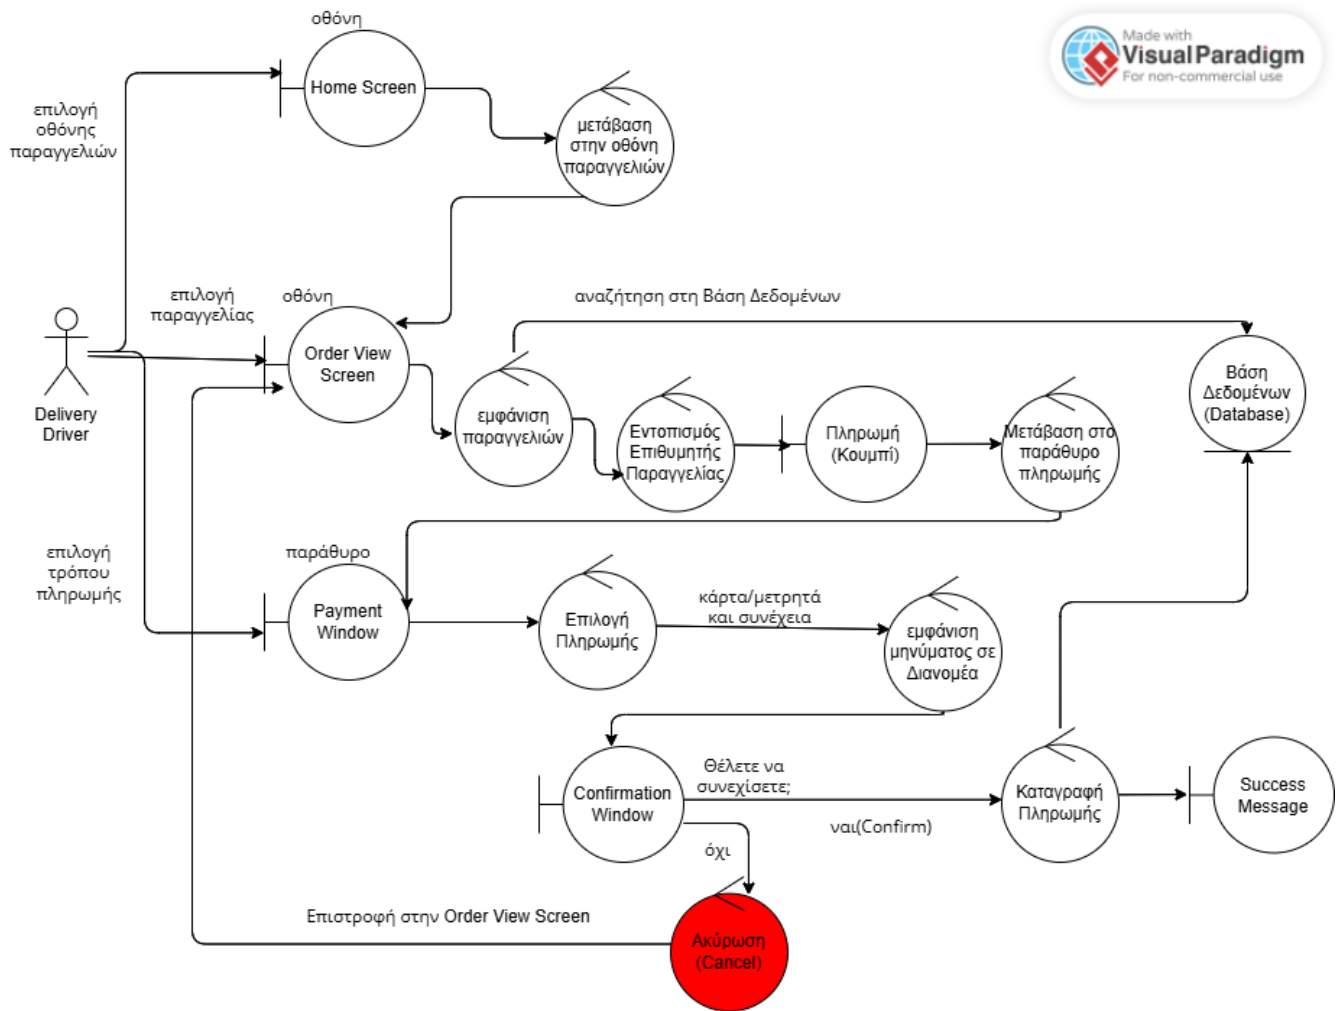 οθόνη
Made with
Visual Paradigm
For non-commercial use
Home Screen
επιλογή
οθόνης
παραγγελιών
μετάβαση
στην οθόνη
παραγγελιών
επιλογή
παραγγελίας
οθόνη
αναζήτηση στη Βάση Δεδομένων
Order View
Screen
Βάση
Δεδομένων
(Database)
Delivery
Driver
εμφάνιση
παραγγελιών
Εντοπισμός
Επιθυμητής
Παραγγελίας
Πληρωμή
(Κουμπί)
Μετάβαση στο
παράθυρο
πληρωμής
επιλογή
τρόπου
πληρωμής
παράθυρο
Payment
Window
Επιλογή
Πληρωμής
κάρτα/μετρητά
και συνέχεια
εμφάνιση
μηνύματος σε
Διανομέα
Confirmation
Window
Θέλετε να
συνεχίσετε;
ναι(Confirm)
Καταγραφή
Πληρωμής
Success
Message
όχι
Επιστροφή στην Order View Screen
Ακύρωση
(Cancel)